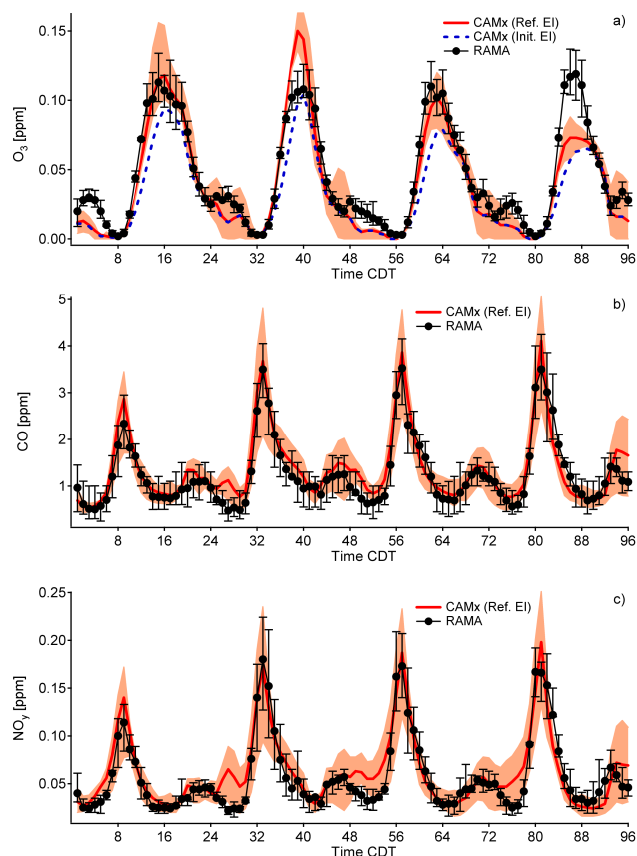 a)
CAMx (Ref. EI)
CAMx (Init. EI)
RAMA
O3 [ppm]
0.15
0.10
0.05
0.00
8 16 24 32 40 48 56 64 72 80 88 96
Time CDT
b)
CAMx (Ref. EI)
RAMA
CO [ppm]
5
4
3
2
1
8 16 24 32 40 48 56 64 72 80 88 96
Time CDT
c)
CAMx (Ref. EI)
RAMA
NOy [ppm]
0.25
0.20
0.15
0.10
0.05
8 16 24 32 40 48 56 64 72 80 88 96
Time CDT